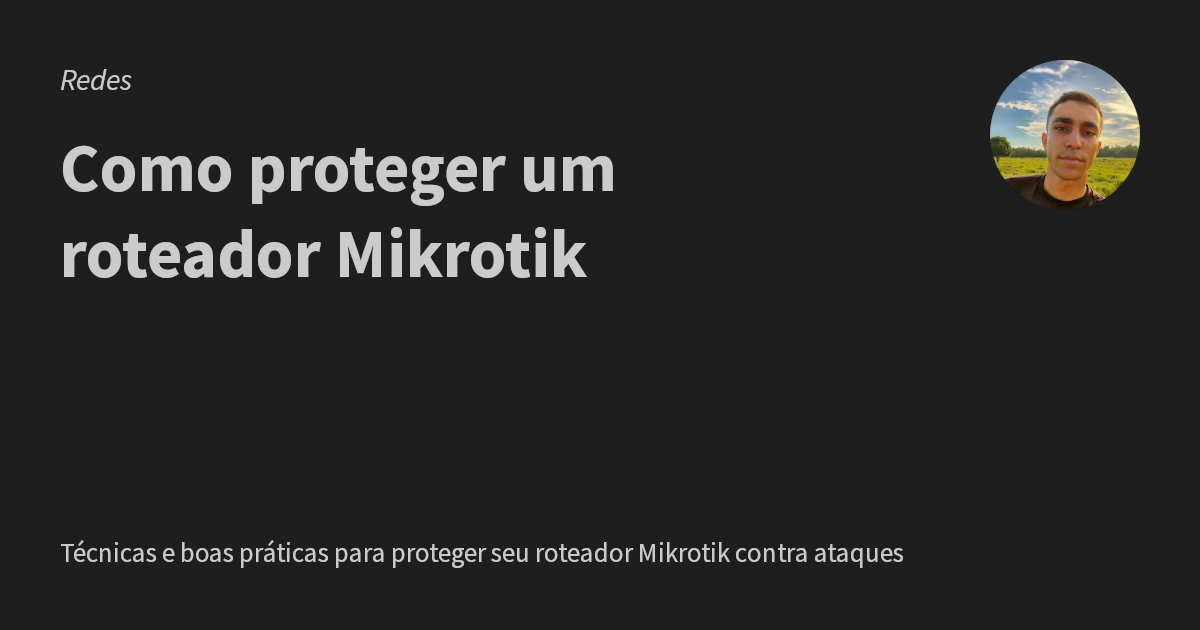 Redes
Como proteger um
roteador Mikrotik
Técnicas e boas práticas para proteger seu roteador Mikrotik contra ataques